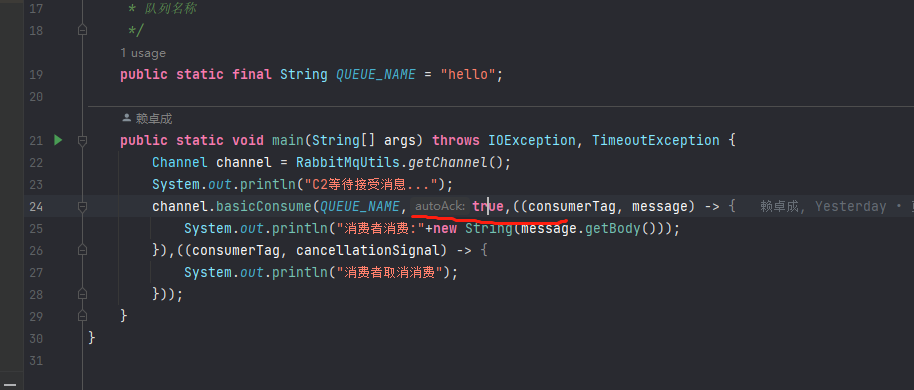 17 * 队列名称
18 */
1 usage
19 public static final String QUEUE_NAME = "hello";
20
赖卓成
21 public static void main(String[] args) throws IOException, TimeoutException {
22 Channel channel = RabbitMqUtils.getChannel();
23 System.out.println("C2等待接受消息...");
24 channel.basicConsume(QUEUE_NAME, autoAck: true,((consumerTag, message) -> { 赖卓成, Yesterday •
25 System.out.println("消费者消费:"+new String(message.getBody()));
26 }),((consumerTag, cancellationSignal) -> {
27 System.out.println("消费者取消消费");
28 }));
29 }
30 }
31